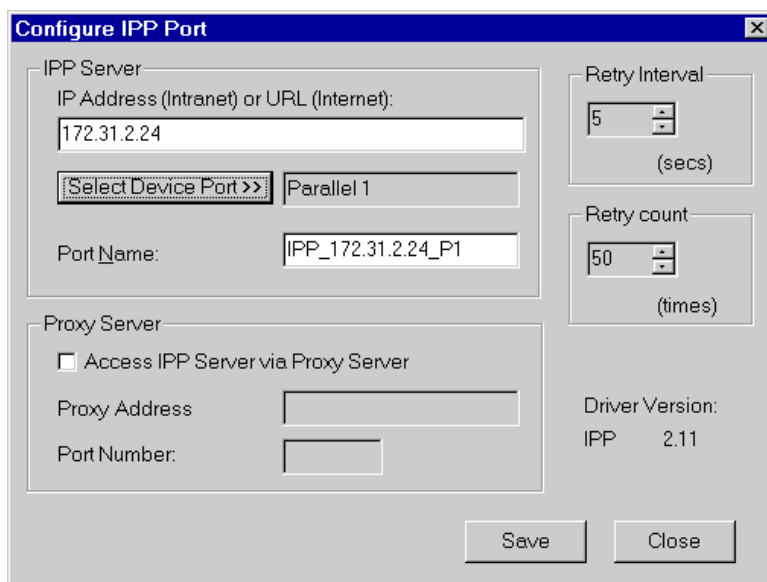 Configure IPP Port
IPP Server
IP Address (Intranet) or URL (Internet):
172.31.2.24
Select Device Port >>
Parallel 1
Port Name:
IPP_172.31.2.24_P1
Retry Interval
5
(secs)
Retry count
50
(times)
Proxy Server
Access IPP Server via Proxy Server
Proxy Address
Port Number:
Driver Version:
IPP 2.11
Save
Close